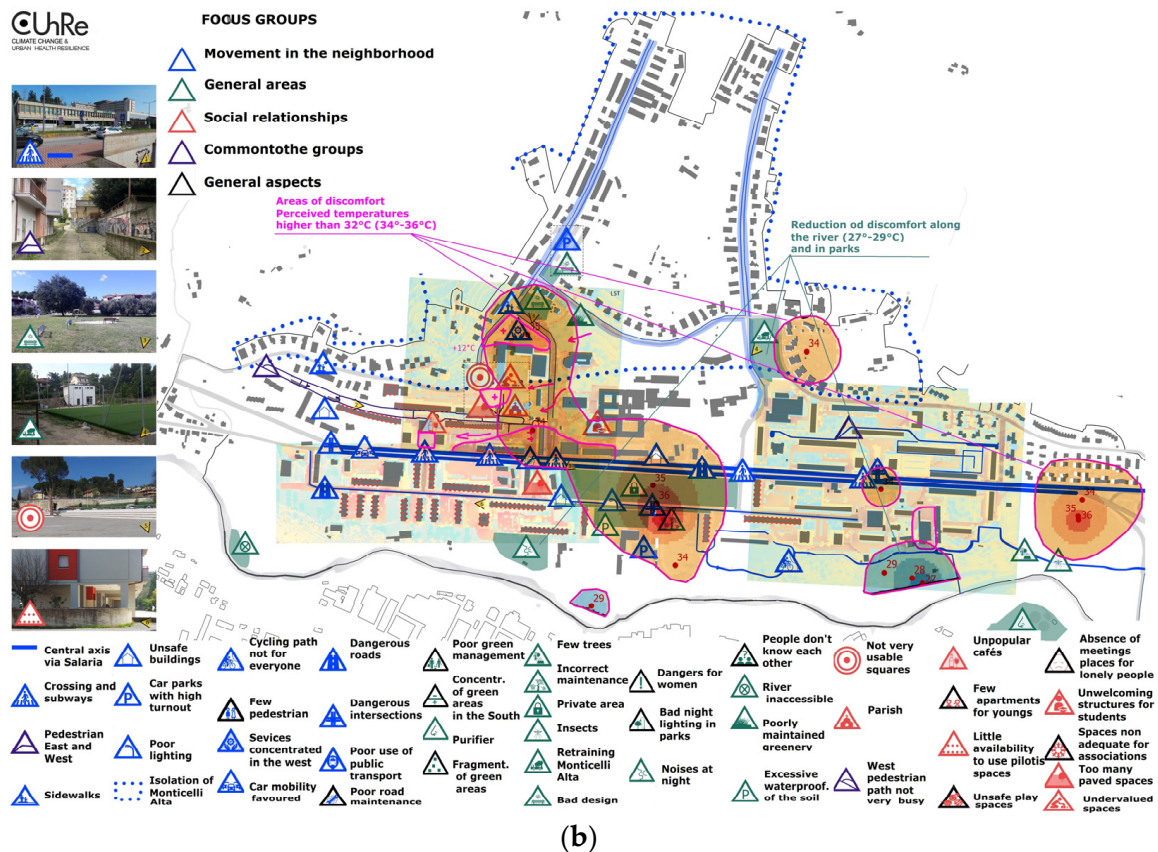 CUhRe
CLIMATE CHANGE &
URBAN HEALTH RESILIENCE
FOCUS GROUPS
Movement in the neighborhood
General areas
Social relationships
Commontothe groups
General aspects
Areas of discomfort
Perceived temperatures
higher than 32°C (34°-36°C)
Reduction od discomfort along
the river (27°-29°C)
and in parks
LST
+12°C
35
34
34
35
36
34
34
35
36
34
29
29
28
27
Central axis
via Salaria
Crossing and
subways
Pedestrian
East and
West
Sidewalks
Unsafe
buildings
Car parks
with high
turnout
Poor
lighting
Isolation of
Monticelli
Alta
Cycling path
not for
everyone
Few
pedestrian
Sevices
concentrated
in the west
Car mobility
favoured
Dangerous
roads
Dangerous
intersections
Poor use of
public
transport
Poor road
maintenance
Poor green
management
Concentr.
of green
areas
in the South
Purifier
Fragment. of
green
areas
Few trees
Incorrect
maintenance
Private area
Insects
Retraining
Monticelli
Alta
Bad design
Dangers for
women
Bad night
lighting in
parks
Noises at
night
People don't
know each
other
River
inaccessible
Poorly
maintained
greenery
Excessive
waterproof.
of the soil
Not very
usable
squares
Parish
West
pedestrian
path not
very busy
Unpopular
cafés
Few
apartments
for youngs
Little
availability
to use pilotis
spaces
Unsafe play
spaces
Absence of
meetings
places for
lonely people
Unwelcoming
structures for
students
Spaces non
adequate for
associations
Too many
paved spaces
Undervalued
spaces
(b)